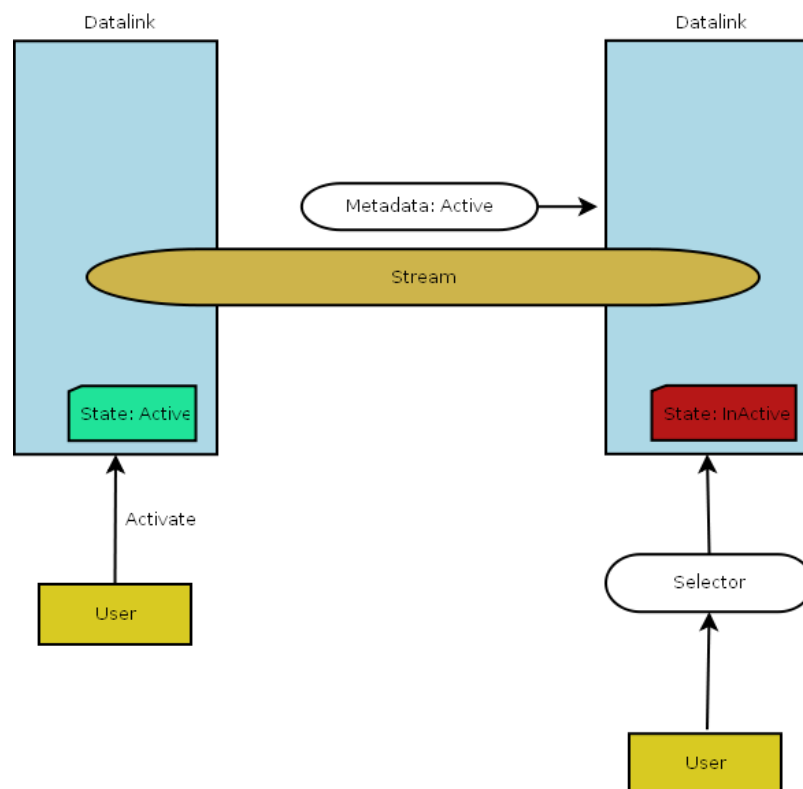 Datalink
Datalink
Metadata: Active
Stream
State: Active
State: InActive
Activate
Selector
User
User